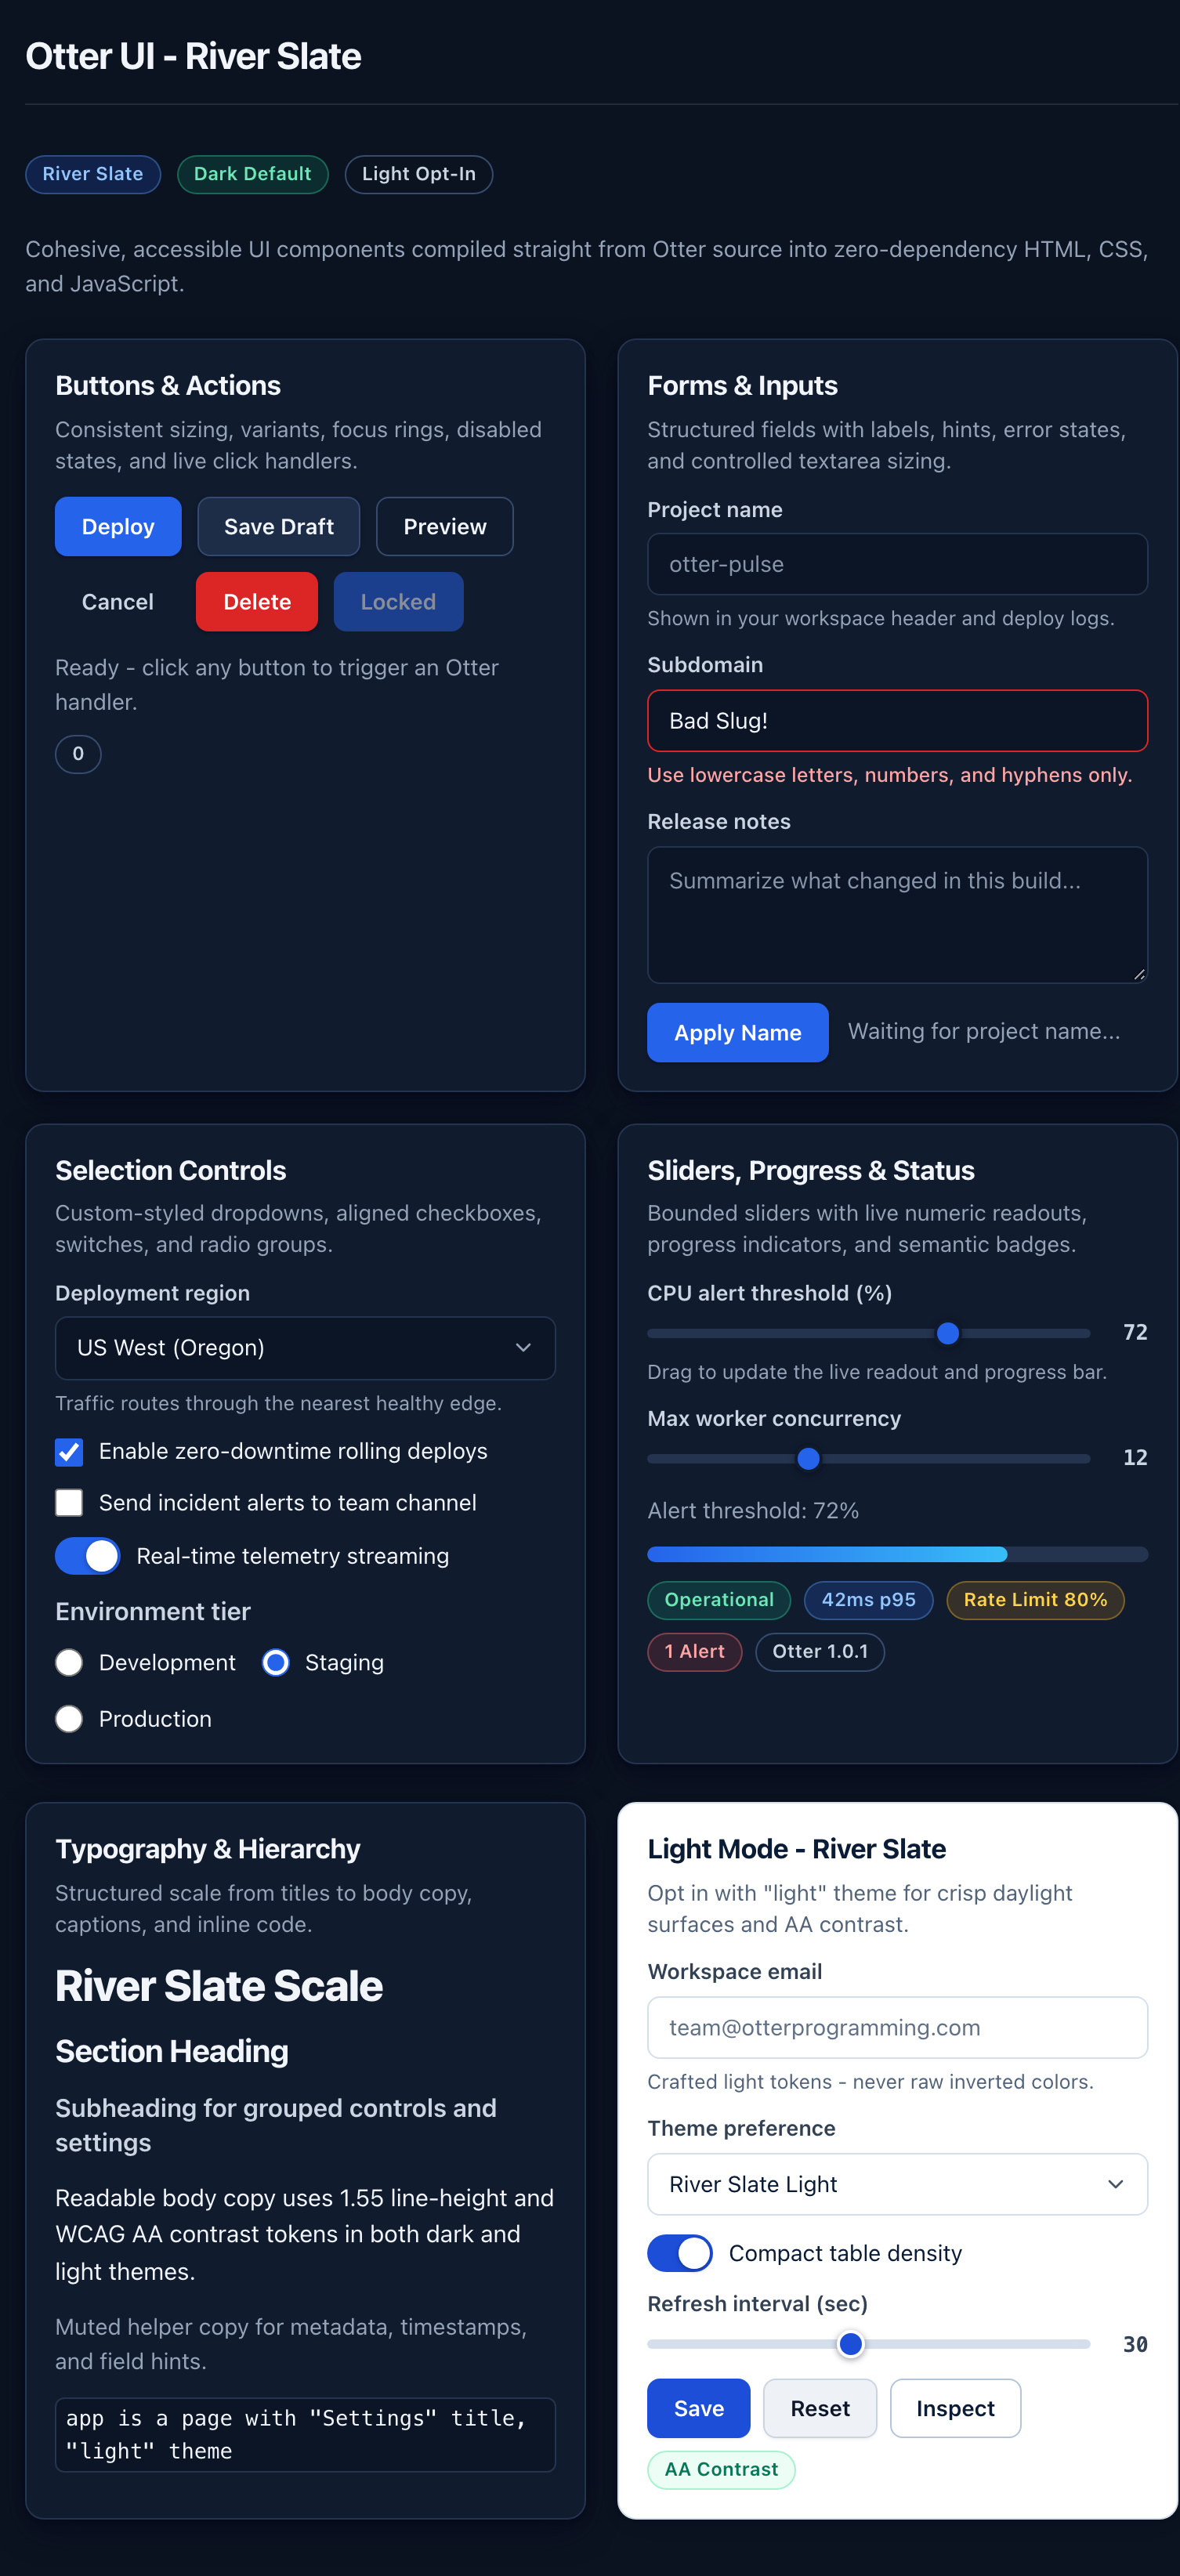 Otter UI - River Slate
River Slate
Dark Default
Light Opt-In
Cohesive, accessible UI components compiled straight from Otter source into zero-dependency HTML, CSS,
and JavaScript.
Buttons & Actions
Consistent sizing, variants, focus rings, disabled
states, and live click handlers.
Deploy
Save Draft
Preview
Cancel
Delete
Locked
Ready - click any button to trigger an Otter
handler.
0
Forms & Inputs
Structured fields with labels, hints, error states,
and controlled textarea sizing.
Project name
otter-pulse
Shown in your workspace header and deploy logs.
Subdomain
Bad Slug!
Use lowercase letters, numbers, and hyphens only.
Release notes
Summarize what changed in this build...
Apply Name
Waiting for project name...
Selection Controls
Custom-styled dropdowns, aligned checkboxes,
switches, and radio groups.
Deployment region
US West (Oregon)
Traffic routes through the nearest healthy edge.
Enable zero-downtime rolling deploys
Send incident alerts to team channel
Real-time telemetry streaming
Environment tier
Development
Staging
Production
Sliders, Progress & Status
Bounded sliders with live numeric readouts,
progress indicators, and semantic badges.
CPU alert threshold (%)
72
Drag to update the live readout and progress bar.
Max worker concurrency
12
Alert threshold: 72%
Operational
42ms p95
Rate Limit 80%
1 Alert
Otter 1.0.1
Typography & Hierarchy
Structured scale from titles to body copy,
captions, and inline code.
River Slate Scale
Section Heading
Subheading for grouped controls and
settings
Readable body copy uses 1.55 line-height and
WCAG AA contrast tokens in both dark and
light themes.
Muted helper copy for metadata, timestamps,
and field hints.
app is a page with "Settings" title,
"light" theme
Light Mode - River Slate
Opt in with "light" theme for crisp daylight
surfaces and AA contrast.
Workspace email
team@otterprogramming.com
Crafted light tokens - never raw inverted colors.
Theme preference
River Slate Light
Compact table density
Refresh interval (sec)
30
Save
Reset
Inspect
AA Contrast